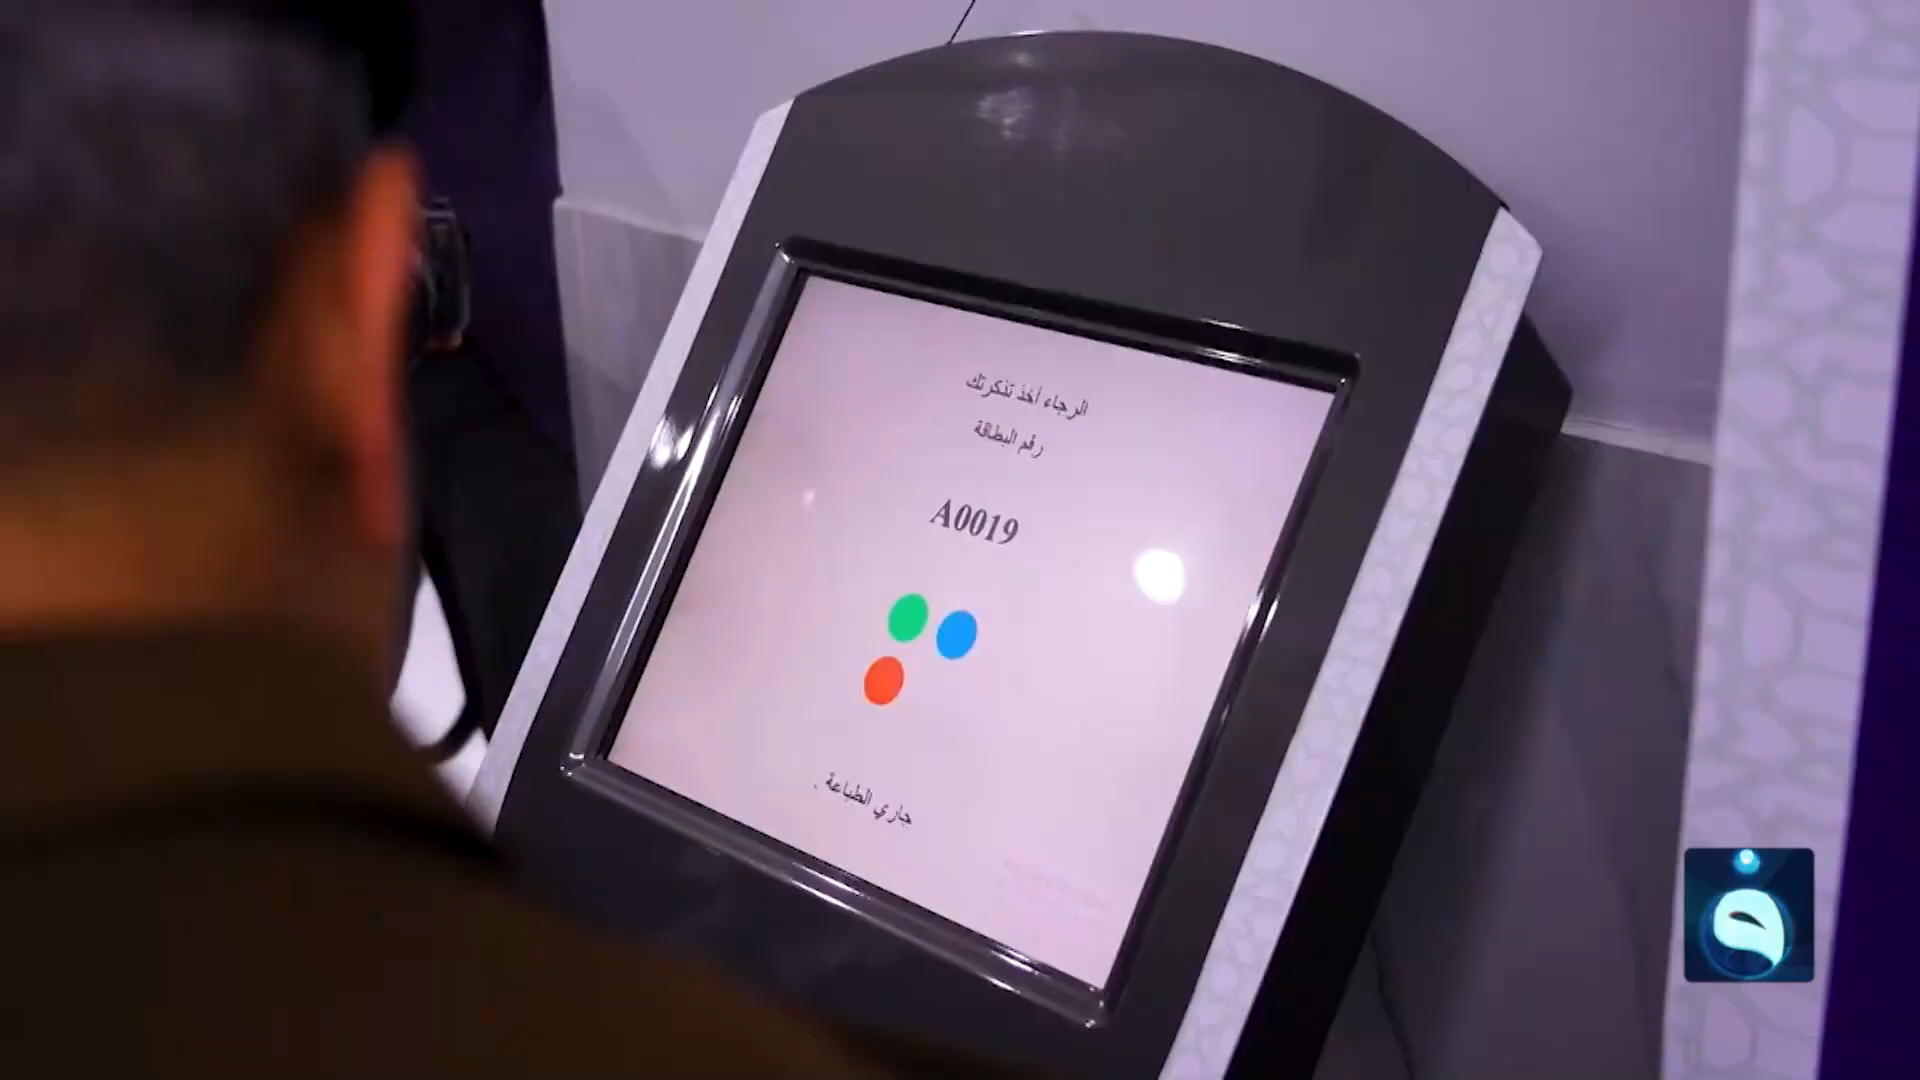 الرجاء أخذ تذكرتك
رقم البطاقة
A0019
جاري الطباعة .